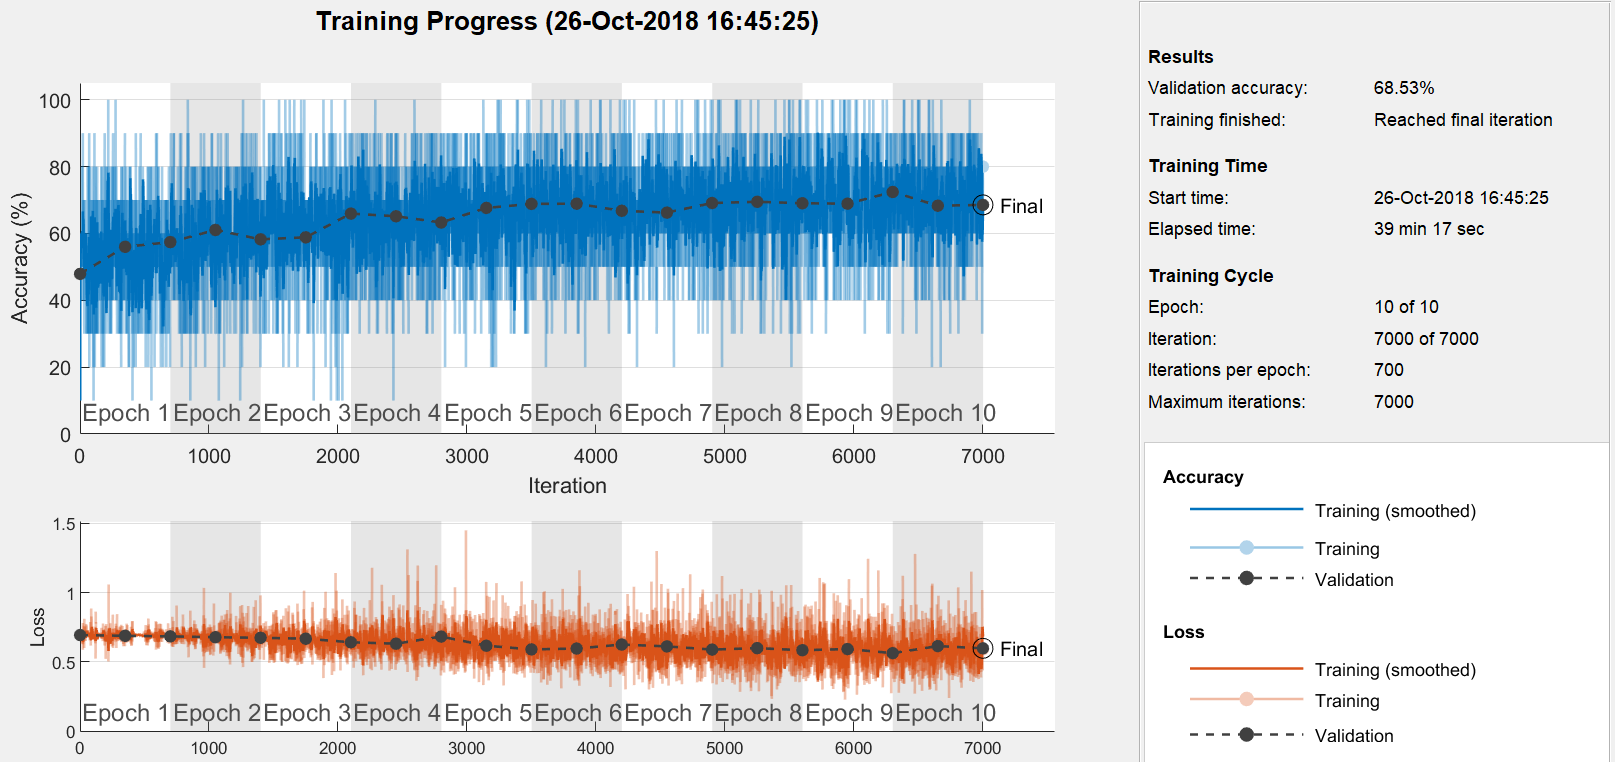 Training Progress (26-Oct-2018 16:45:25)
Accuracy (%)
100
80
60
40
20
0
Final
Epoch 1 Epoch 2 Epoch 3 Epoch 4 Epoch 5 Epoch 6 Epoch 7 Epoch 8 Epoch 9 Epoch 10
0 1000 2000 3000 4000 5000 6000 7000
Iteration
Loss
1.5
1
0.5
0
Final
Epoch 1 Epoch 2 Epoch 3 Epoch 4 Epoch 5 Epoch 6 Epoch 7 Epoch 8 Epoch 9 Epoch 10
0 1000 2000 3000 4000 5000 6000 7000
Results
Validation accuracy: 68.53%
Training finished: Reached final iteration
Training Time
Start time: 26-Oct-2018 16:45:25
Elapsed time: 39 min 17 sec
Training Cycle
Epoch: 10 of 10
Iteration: 7000 of 7000
Iterations per epoch: 700
Maximum iterations: 7000
Accuracy
Training (smoothed)
Training
Validation
Loss
Training (smoothed)
Training
Validation